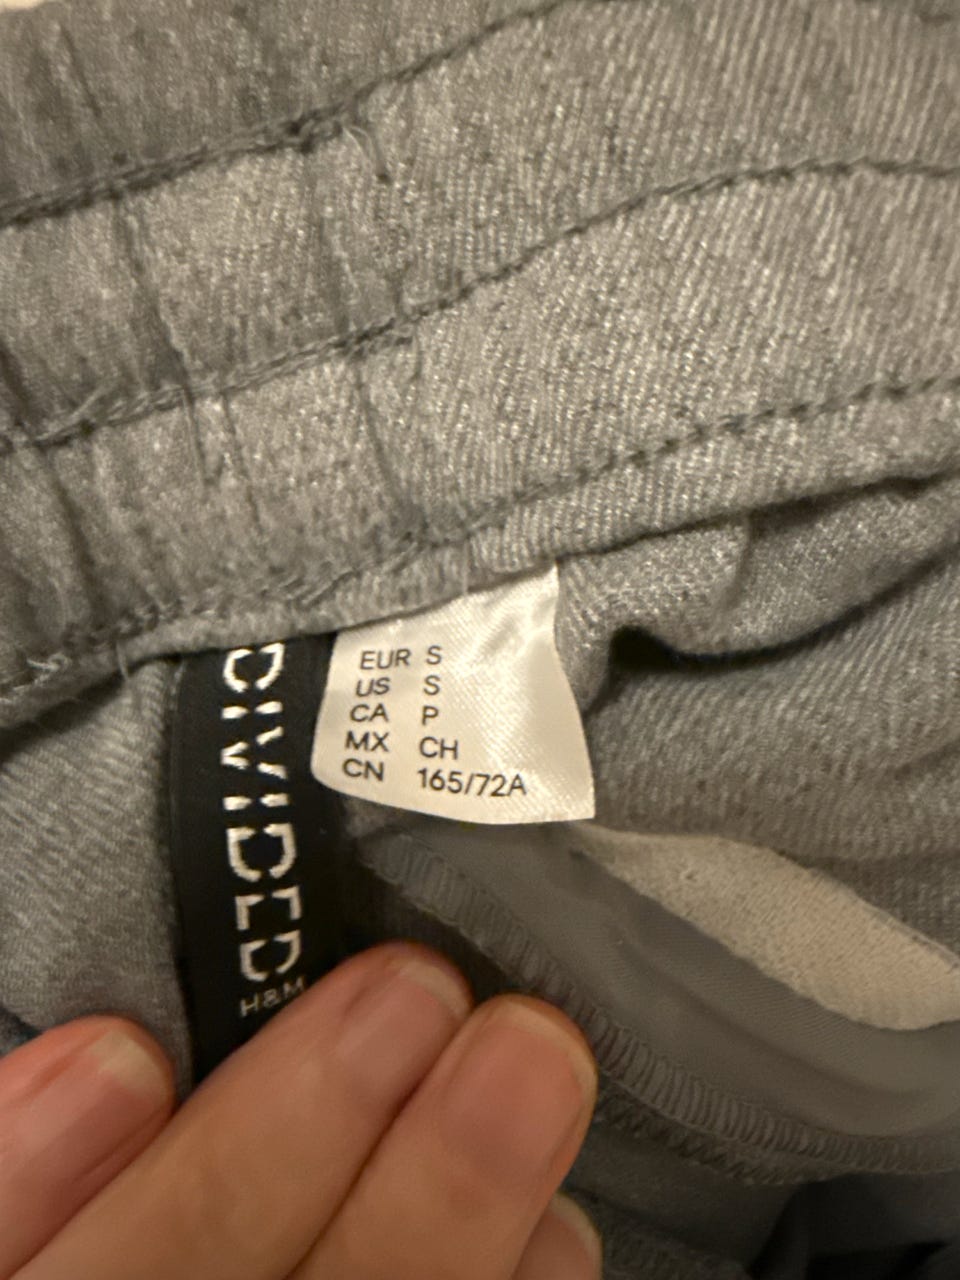 DIVIDED
H&M
EUR S
US S
CA P
MX CH
CN 165/72A